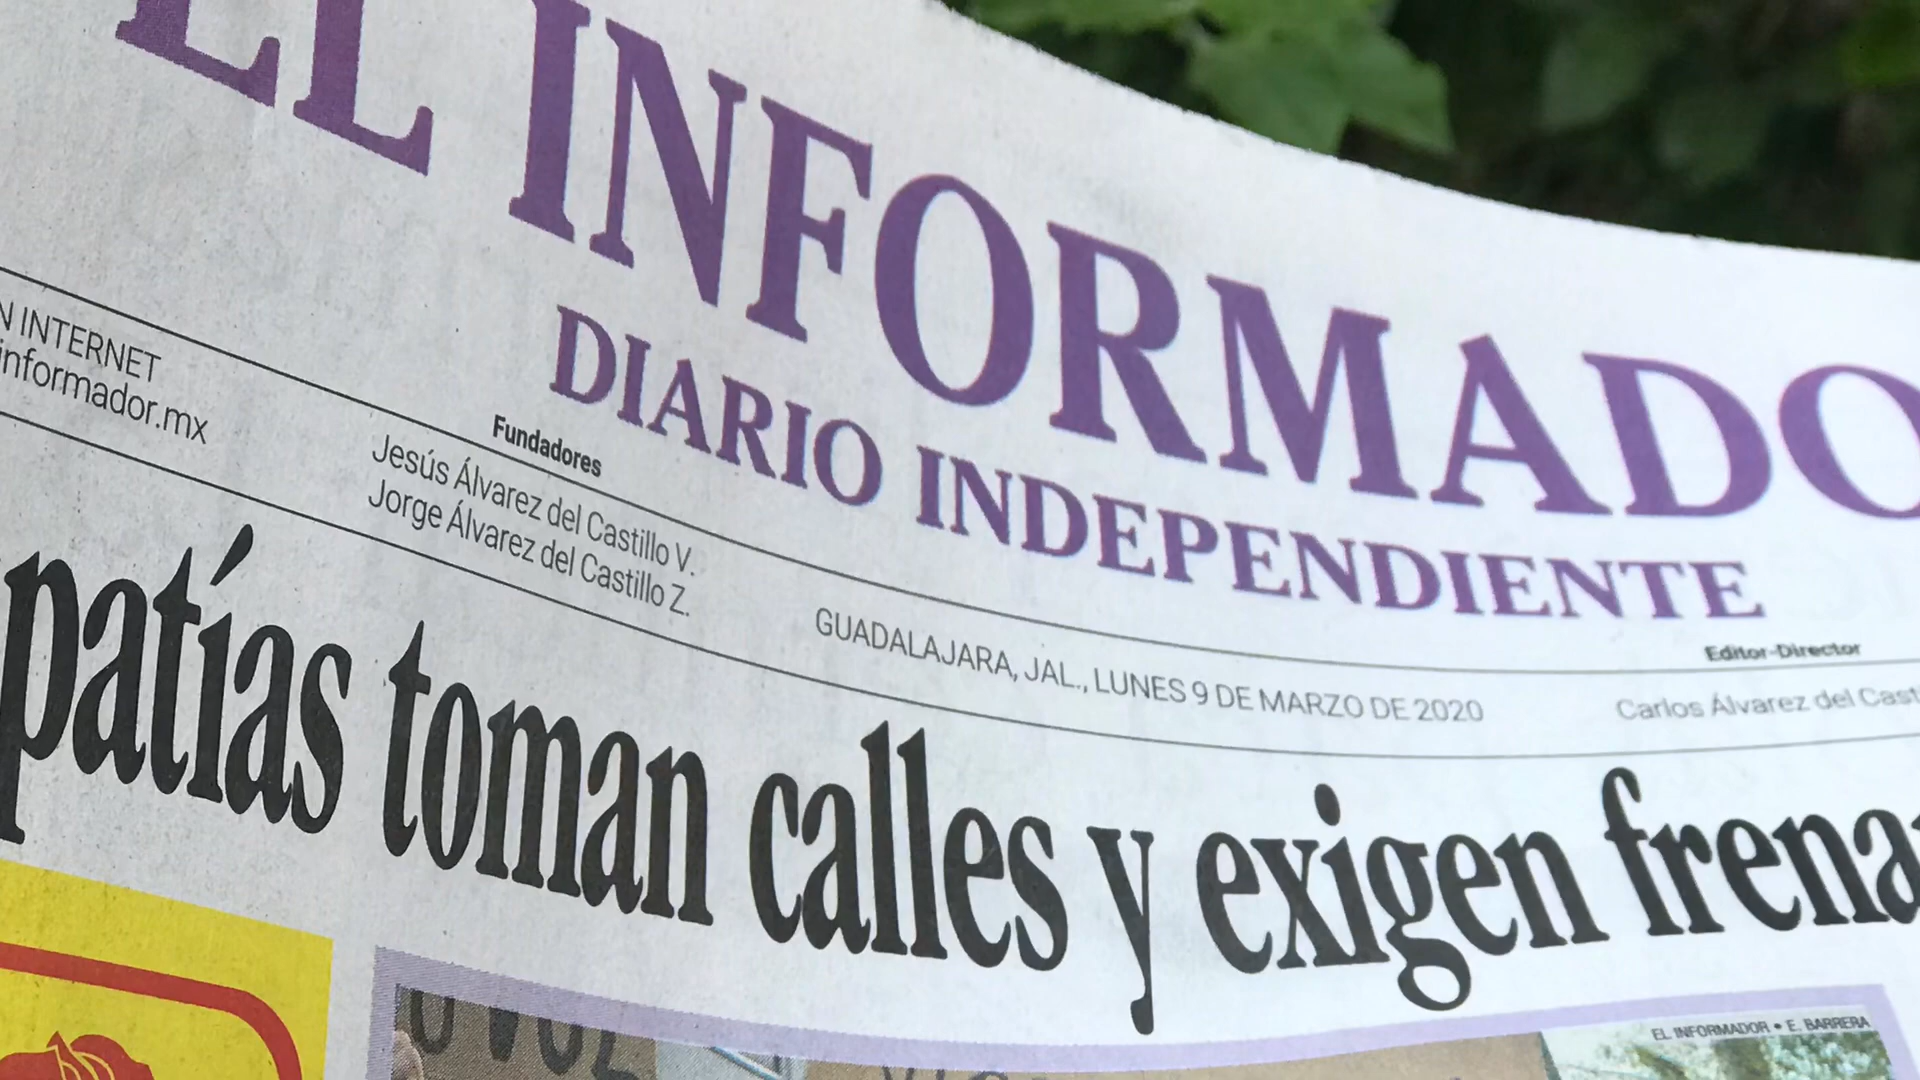 EL INFORMADO
DIARIO INDEPENDIENTE
N INTERNET
informador.mx
Fundadores
Jesús Álvarez del Castillo V.
Jorge Álvarez del Castillo Z.
GUADALAJARA, JAL., LUNES 9 DE MARZO DE 2020
Editor-Director
Carlos Álvarez del Cast
patías toman calles y exigen frena
EL INFORMADOR • E. BARRERA